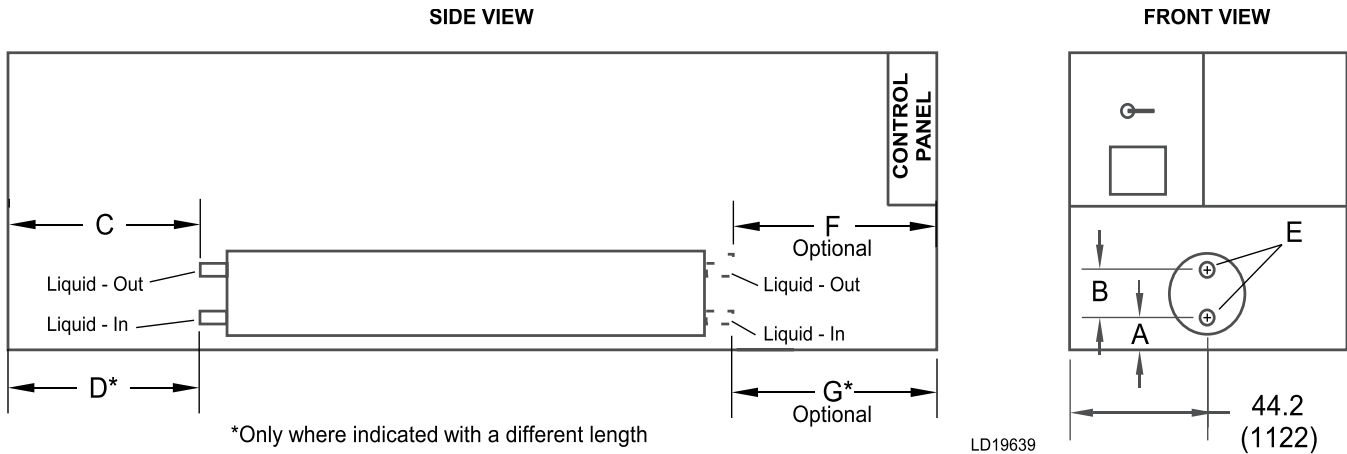 SIDE VIEW
FRONT VIEW
CONTROL
PANEL
C
F
Optional
E
Liquid - Out
Liquid - Out
B
Liquid - In
Liquid - In
A
D*
G*
Optional
44.2
(1122)
*Only where indicated with a different length
LD19639